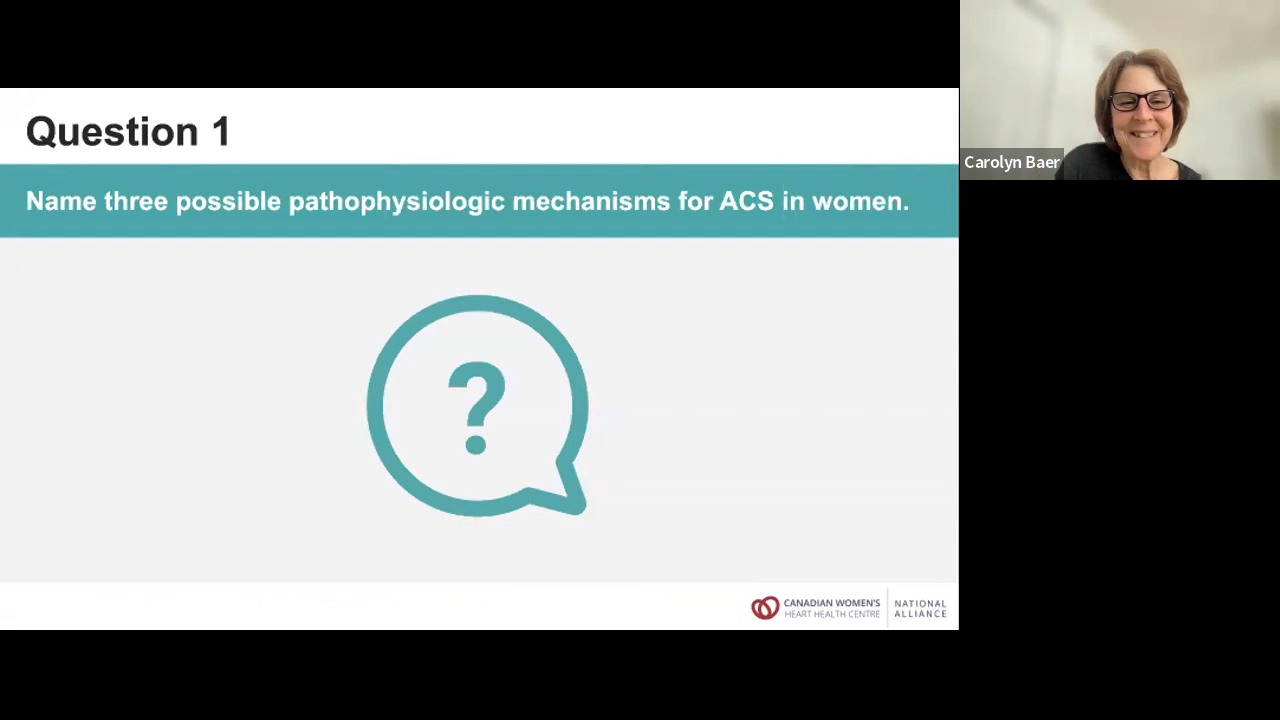 Question 1
Name three possible pathophysiologic mechanisms for ACS in women.
?
Carolyn Baer
CANADIAN WOMEN'S
HEART HEALTH CENTRE
NATIONAL
ALLIANCE